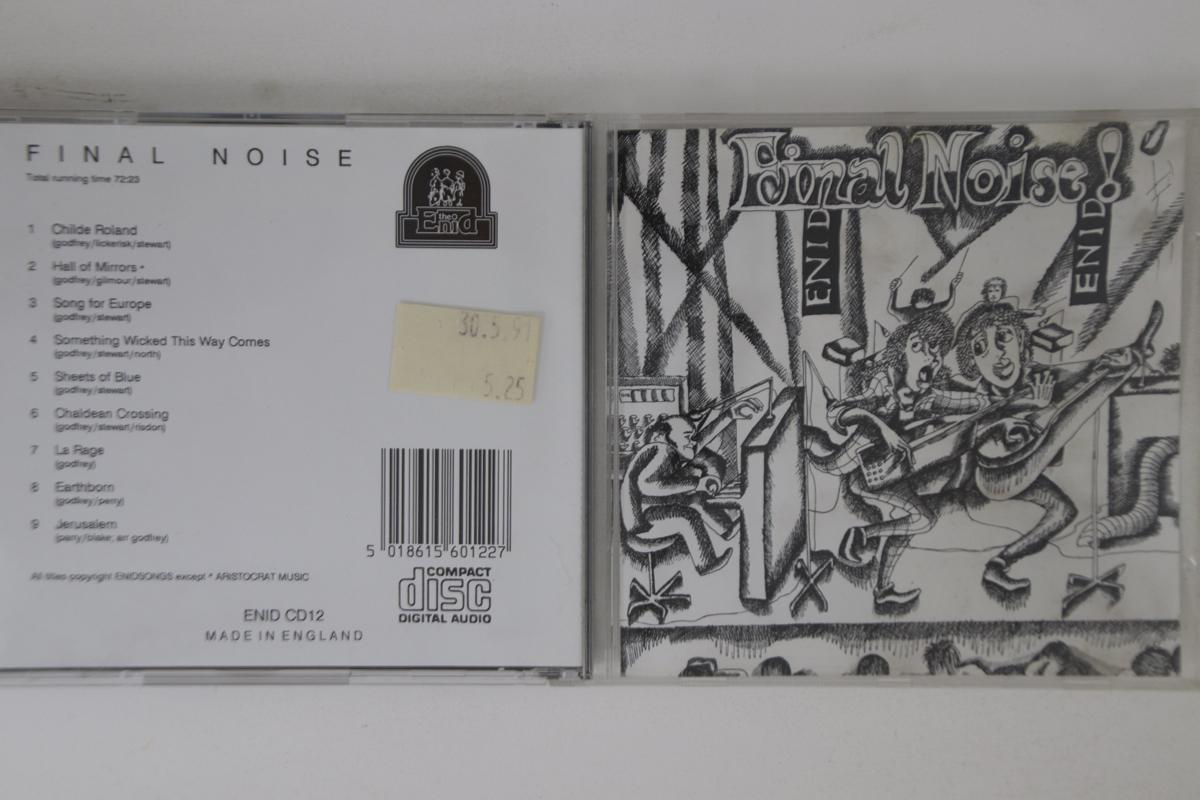 FINAL NOISE
Total running time 72:23
the Enid
1 Childe Roland
(godfrey/lickerisk/stewart)
2 Hall of Mirrors *
(godfrey/gilmour/stewart)
3 Song for Europe
(godfrey/stewart)
4 Something Wicked This Way Comes
(godfrey/stewart/north)
5 Sheets of Blue
(godfrey/stewart)
6 Chaldean Crossing
(godfrey/stewart/risdon)
7 La Rage
(godfrey)
8 Earthborn
(godfrey/perry)
9 Jerusalem
(parry/blake; arr godfrey)
30.5.91
5.25
5 018615 601227
All titles copyright ENIDSONGS except * ARISTOCRAT MUSIC
COMPACT
disc
DIGITAL AUDIO
ENID CD12
MADE IN ENGLAND
Final Noise!
ENID
ENID